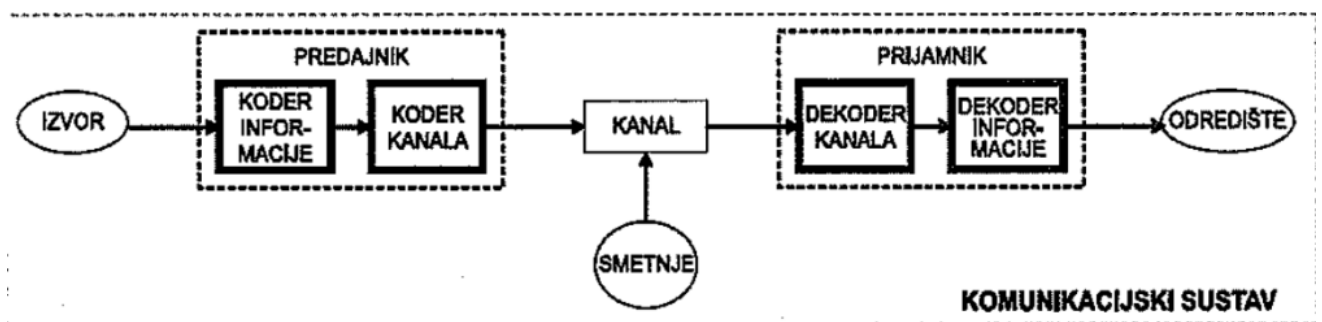 PREDAJNIK
PRIJAMNIK
IZVOR
KODER
INFOR-
MACIJE
KODER
KANALA
KANAL
DEKODER
KANALA
DEKODER
INFOR-
MACIJE
ODREDIŠTE
SMETNJE
KOMUNIKACIJSKI SUSTAV